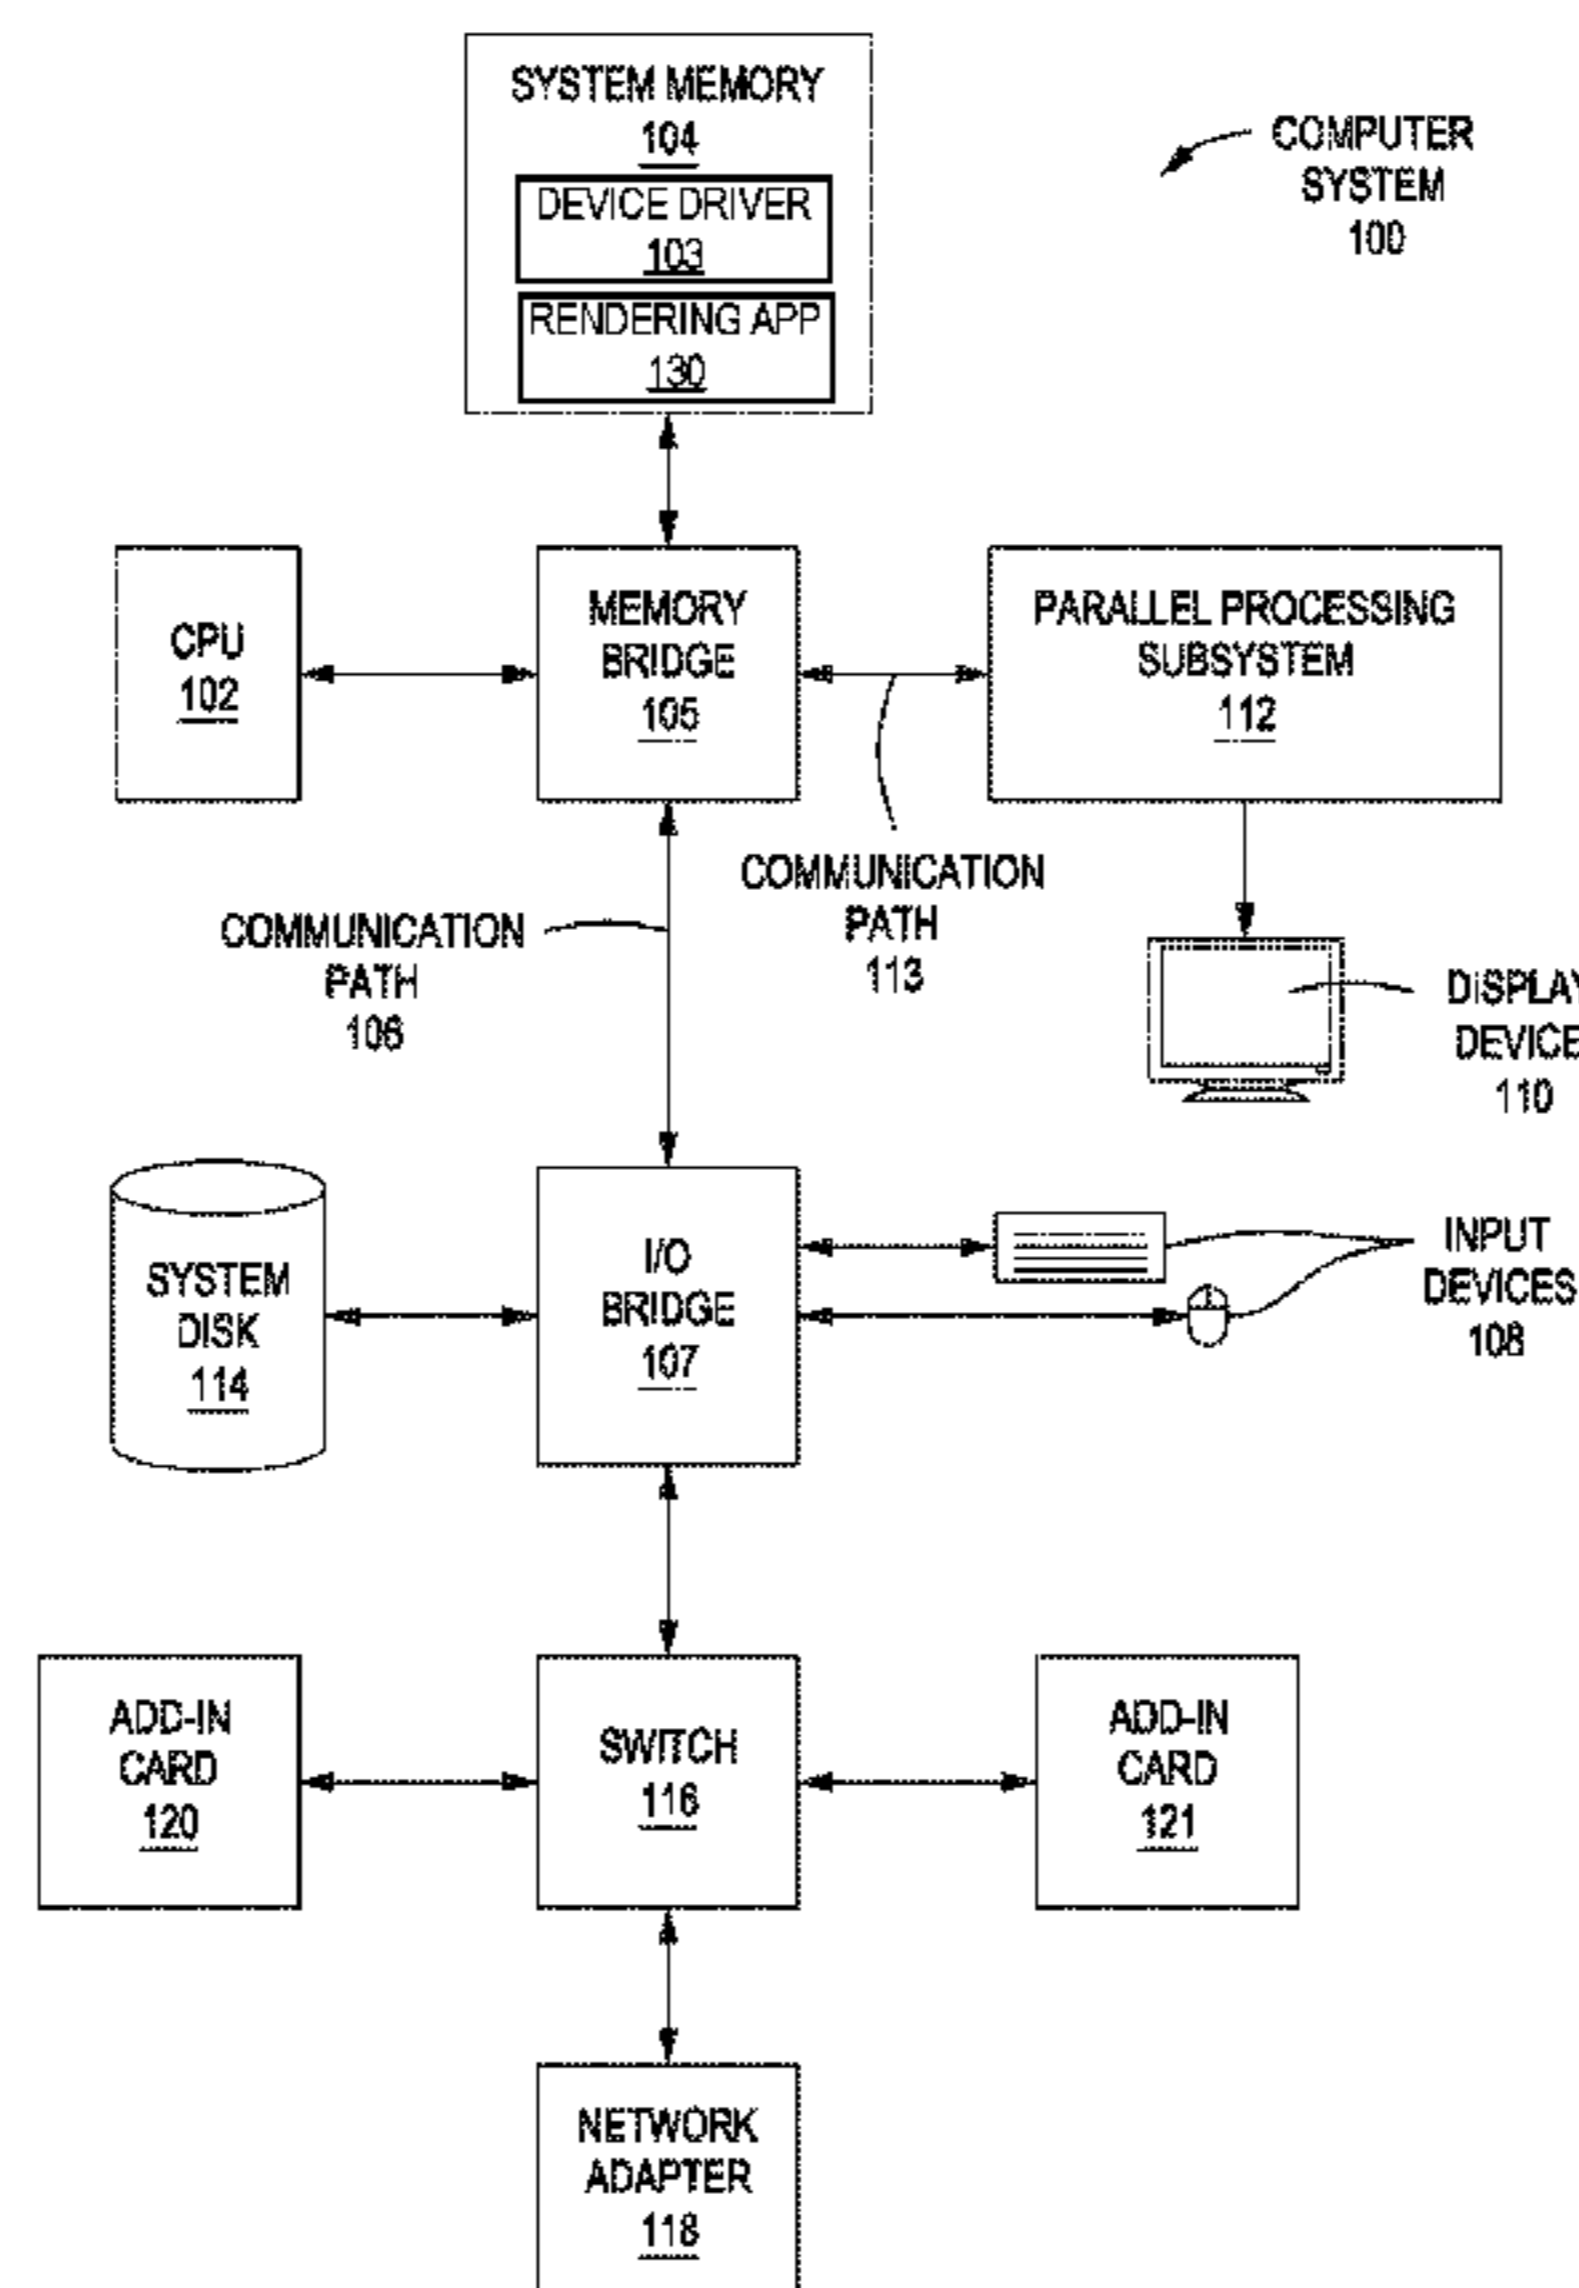 SYSTEM MEMORY
104
DEVICE DRIVER
103
RENDERING APP
130
COMPUTER
SYSTEM
100
CPU
102
MEMORY
BRIDGE
105
PARALLEL PROCESSING
SUBSYSTEM
112
COMMUNICATION
PATH
113
COMMUNICATION
PATH
106
DISPLAY
DEVICE
110
SYSTEM
DISK
114
I/O
BRIDGE
107
INPUT
DEVICES
108
ADD-IN
CARD
120
SWITCH
116
ADD-IN
CARD
121
NETWORK
ADAPTER
118